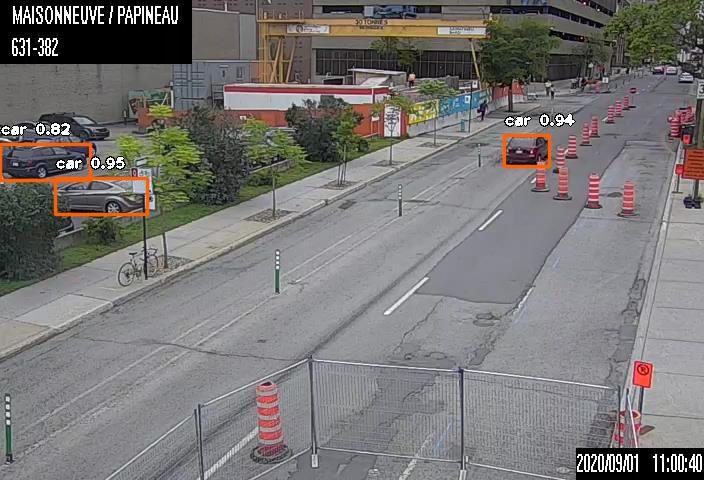 MAISONNEUVE / PAPINEAU
631-382
30 TONNES
car 0.82
car 0.95
car 0.94
2020/09/01 11:00:40